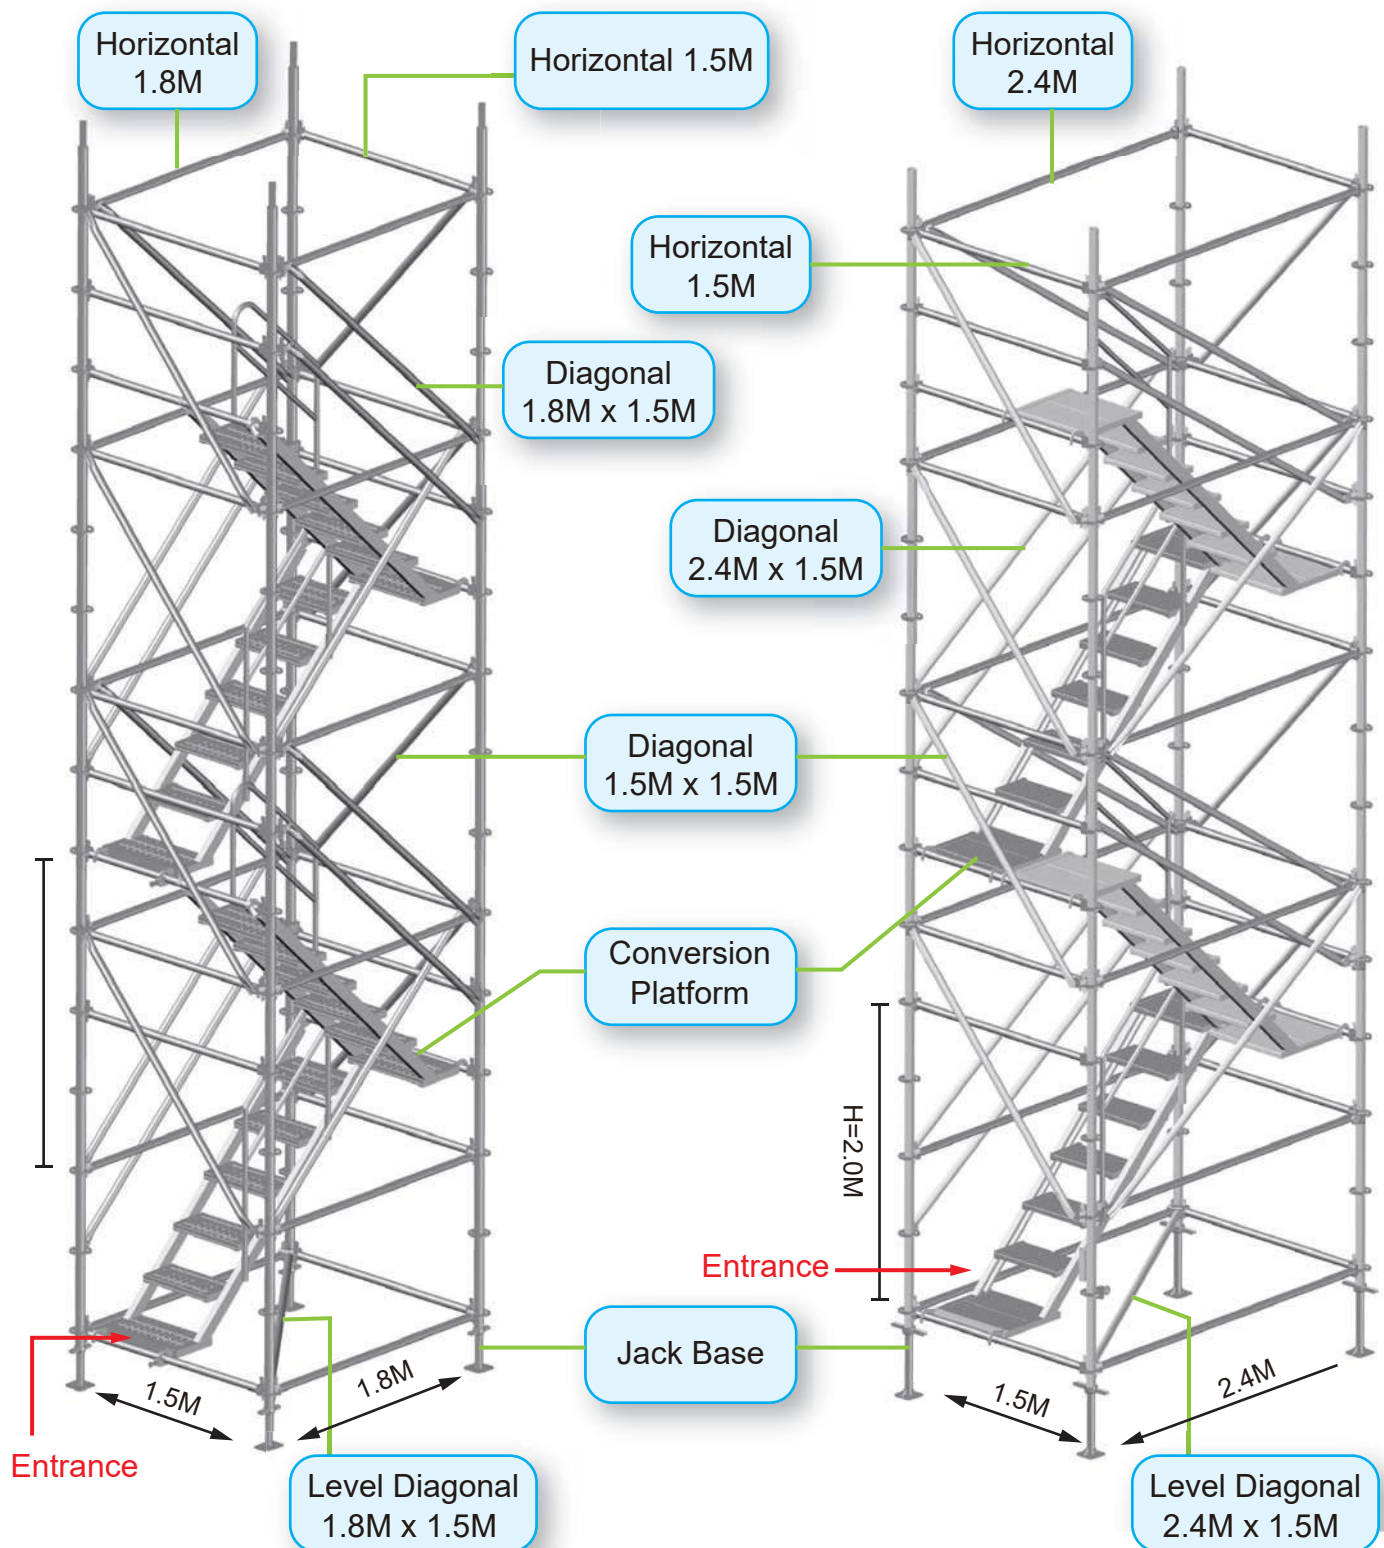 Horizontal
1.8M
Horizontal 1.5M
Horizontal
2.4M
Horizontal
1.5M
Diagonal
1.8M x 1.5M
Diagonal
2.4M x 1.5M
Diagonal
1.5M x 1.5M
Conversion
Platform
H=2.0M
Entrance
Jack Base
1.5M
1.8M
1.5M
2.4M
Entrance
Level Diagonal
1.8M x 1.5M
Level Diagonal
2.4M x 1.5M